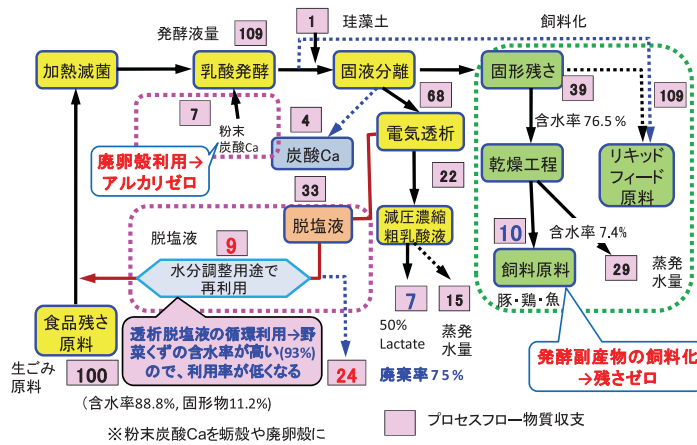 発酵液量 109
1 珪藻土
飼料化
加熱滅菌
乳酸発酵
固液分離
固形残さ
39
109
7
粉末
炭酸Ca
4
炭酸Ca
68
電気透析
含水率 76.5%
乾燥工程
リキッド
フィード
原料
廃卵殻利用→
アルカリゼロ
33
脱塩液
22
減圧濃縮
粗乳酸液
10
含水率 7.4%
飼料原料
29
蒸発
水量
豚・鶏・魚
脱塩液
9
水分調整用途で
再利用
7
50%
Lactate
15
蒸発
水量
食品残さ
原料
生ごみ
原料
100
透析脱塩液の循環利用→野
菜くずの含水率が高い(93%)
ので、利用率が低くなる
24
廃棄率75%
発酵副産物の飼料化
→残さゼロ
(含水率88.8%, 固形物11.2%)
プロセスフロー物質収支
※粉末炭酸Caを蛎殻や廃卵殻に